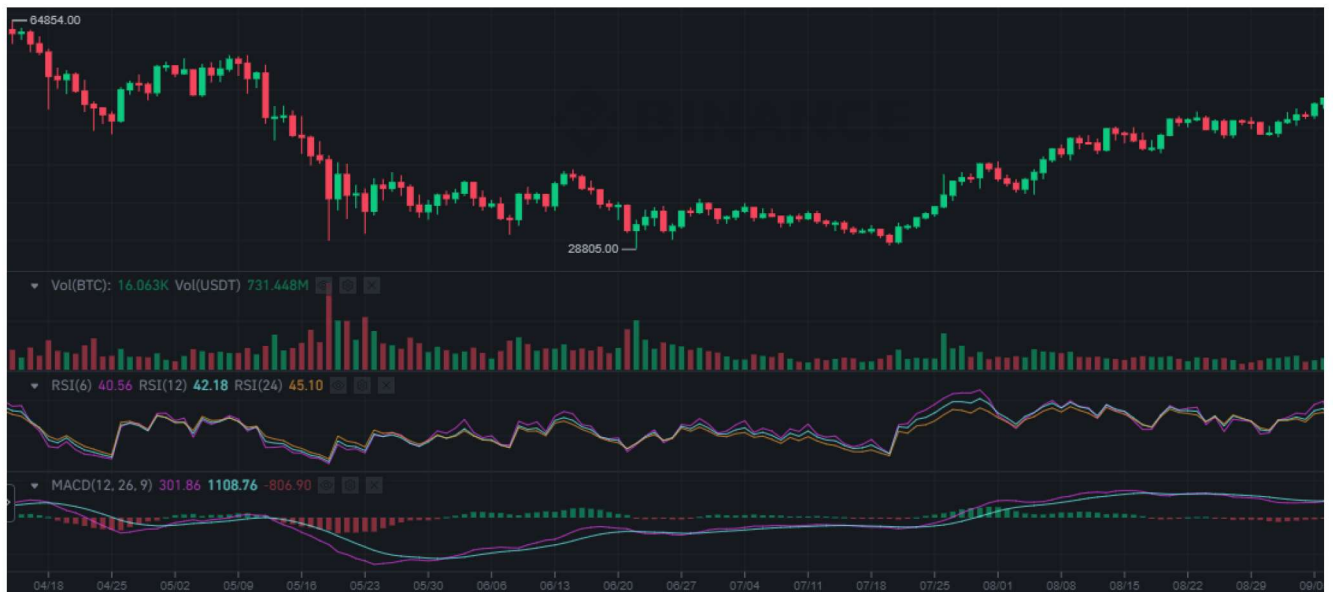 64854.00
28805.00
Vol(BTC): 16.063K Vol(USDT) 731.448M
RSI(6) 40.56 RSI(12) 42.18 RSI(24) 45.10
MACD(12, 26, 9) 301.86 1108.76 -806.90
04/18 04/25 05/02 05/09 05/16 05/23 05/30 06/06 06/13 06/20 06/27 07/04 07/11 07/18 07/25 08/01 08/08 08/15 08/22 08/29